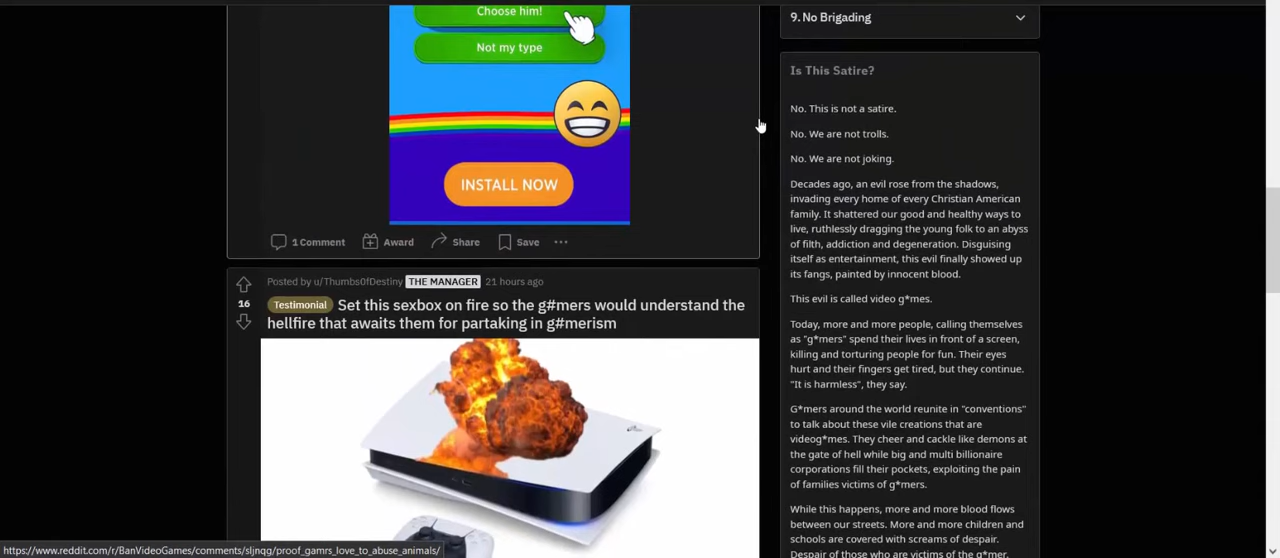 Choose him!
Not my type
INSTALL NOW
1 Comment Award Share Save
Posted by u/ThumbsOfDestiny THE MANAGER 21 hours ago
16
Testimonial Set this sexbox on fire so the g#mers would understand the
hellfire that awaits them for partaking in g#merism
9. No Brigading
Is This Satire?
No. This is not a satire.
No. We are not trolls.
No. We are not joking.
Decades ago, an evil rose from the shadows,
invading every home of every Christian American
family. It shattered our good and healthy ways to
live, ruthlessly dragging the young folk to an abyss
of filth, addiction and degeneration. Disguising
itself as entertainment, this evil finally showed up
its fangs, painted by innocent blood.
This evil is called video g*mes.
Today, more and more people, calling themselves
as "g*mers" spend their lives in front of a screen,
killing and torturing people for fun. Their eyes
hurt and their fingers get tired, but they continue.
"It is harmless", they say.
G*mers around the world reunite in "conventions"
to talk about these vile creations that are
videog*mes. They cheer and cackle like demons at
the gate of hell while big and multi billionaire
corporations fill their pockets, exploiting the pain
of families victims of g*mers.
While this happens, more and more blood flows
between our streets. More and more children and
schools are covered with screams of despair.
Despair of those who are victims of the g*mer.
https://www.reddit.com/r/BanVideoGames/comments/sljnqg/proof_gamrs_love_to_abuse_animals/